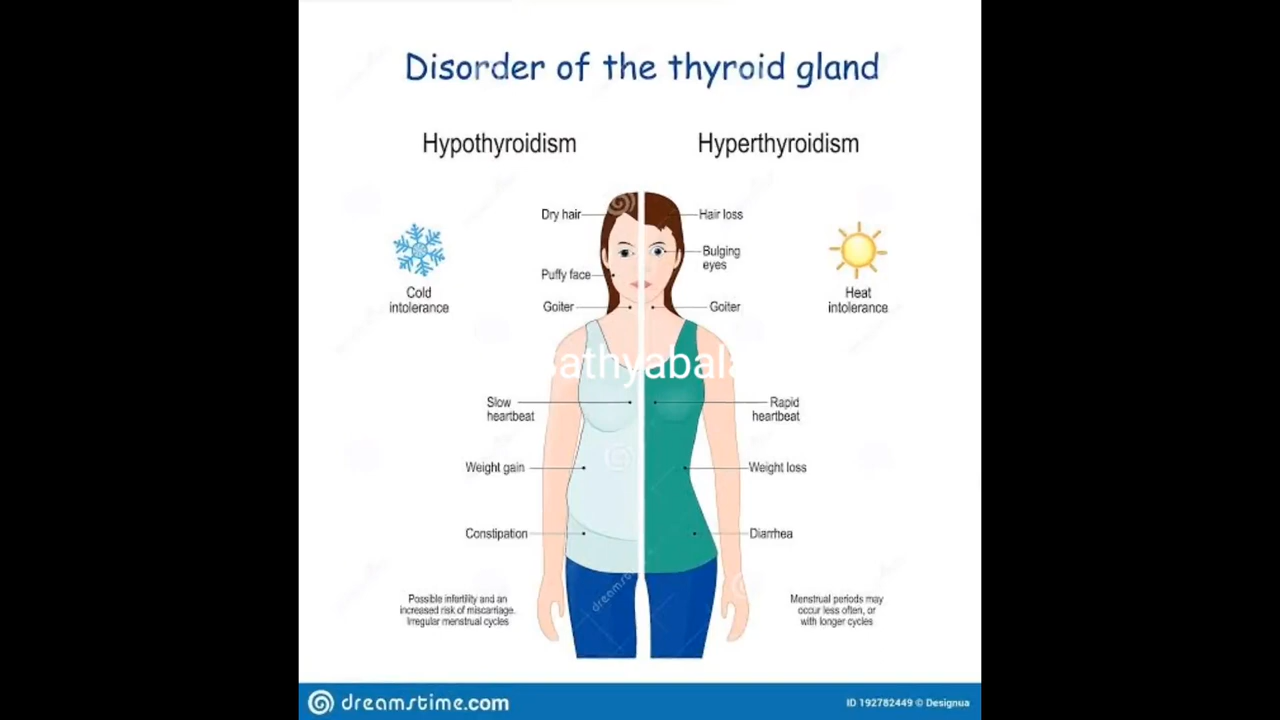 Disorder of the thyroid gland
Hypothyroidism
Hyperthyroidism
Dry hair
Hair loss
Bulging
eyes
Puffy face
Cold
intolerance
Heat
intolerance
Goiter
Goiter
sathyabala
Slow
heartbeat
Rapid
heartbeat
Weight gain
Weight loss
Constipation
Diarrhea
Possible infertility and an
increased risk of miscarriage.
Irregular menstrual cycles
Menstrual periods may
occur less often, or
with longer cycles
dreamstime.com
ID 192782449 © Designua